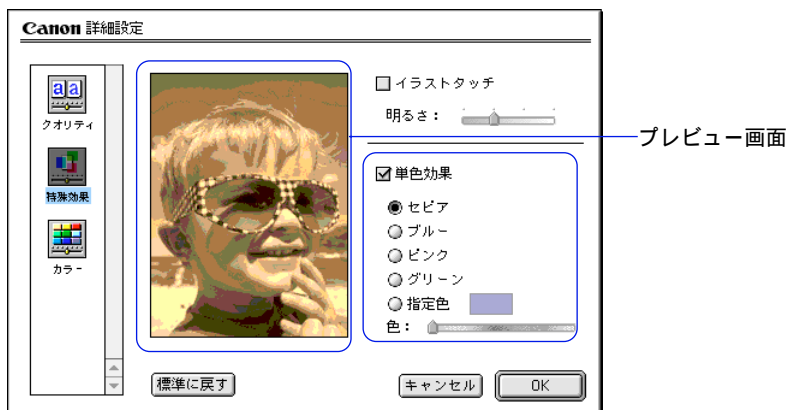 Canon 詳細設定
aa
クオリティ
特殊効果
カラー
イラストタッチ
明るさ：
プレビュー画面
単色効果
セピア
ブルー
ピンク
グリーン
指定色
色：
標準に戻す
キャンセル
OK